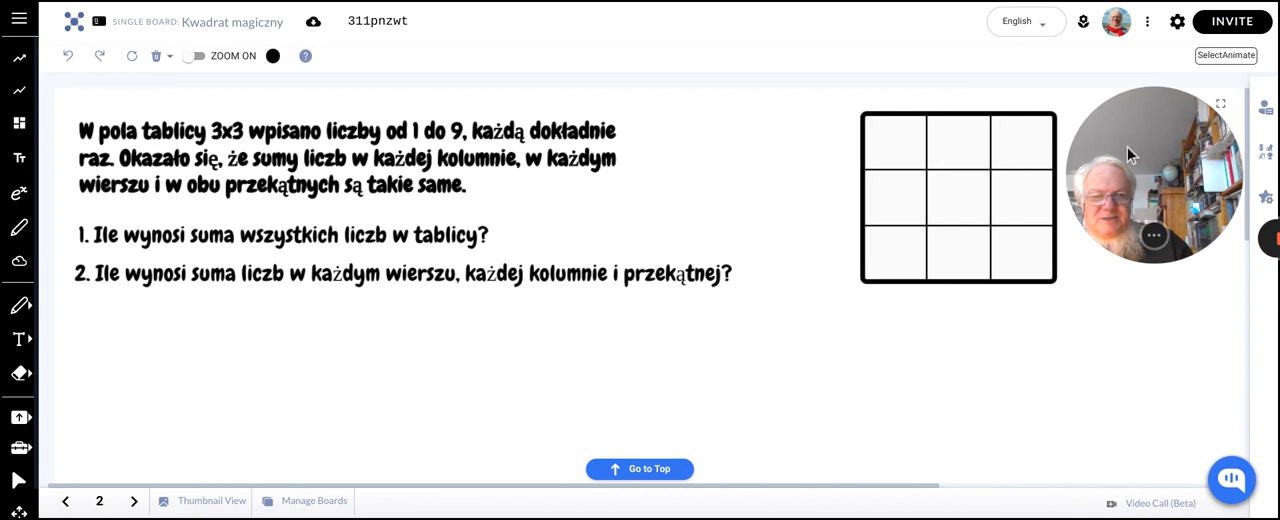 SINGLE BOARD: Kwadrat magiczny
311pnzwt
English
INVITE
ZOOM ON
SelectAnimate
W pola tablicy 3x3 wpisano liczby od 1 do 9, każdą dokładnie
raz. Okazało się, że sumy liczb w każdej kolumnie, w każdym
wierszu i w obu przekątnych są takie same.
1. Ile wynosi suma wszystkich liczb w tablicy?
2. Ile wynosi suma liczb w każdym wierszu, każdej kolumnie i przekątnej?
Go to Top
2
Thumbnail View
Manage Boards
Video Call (Beta)